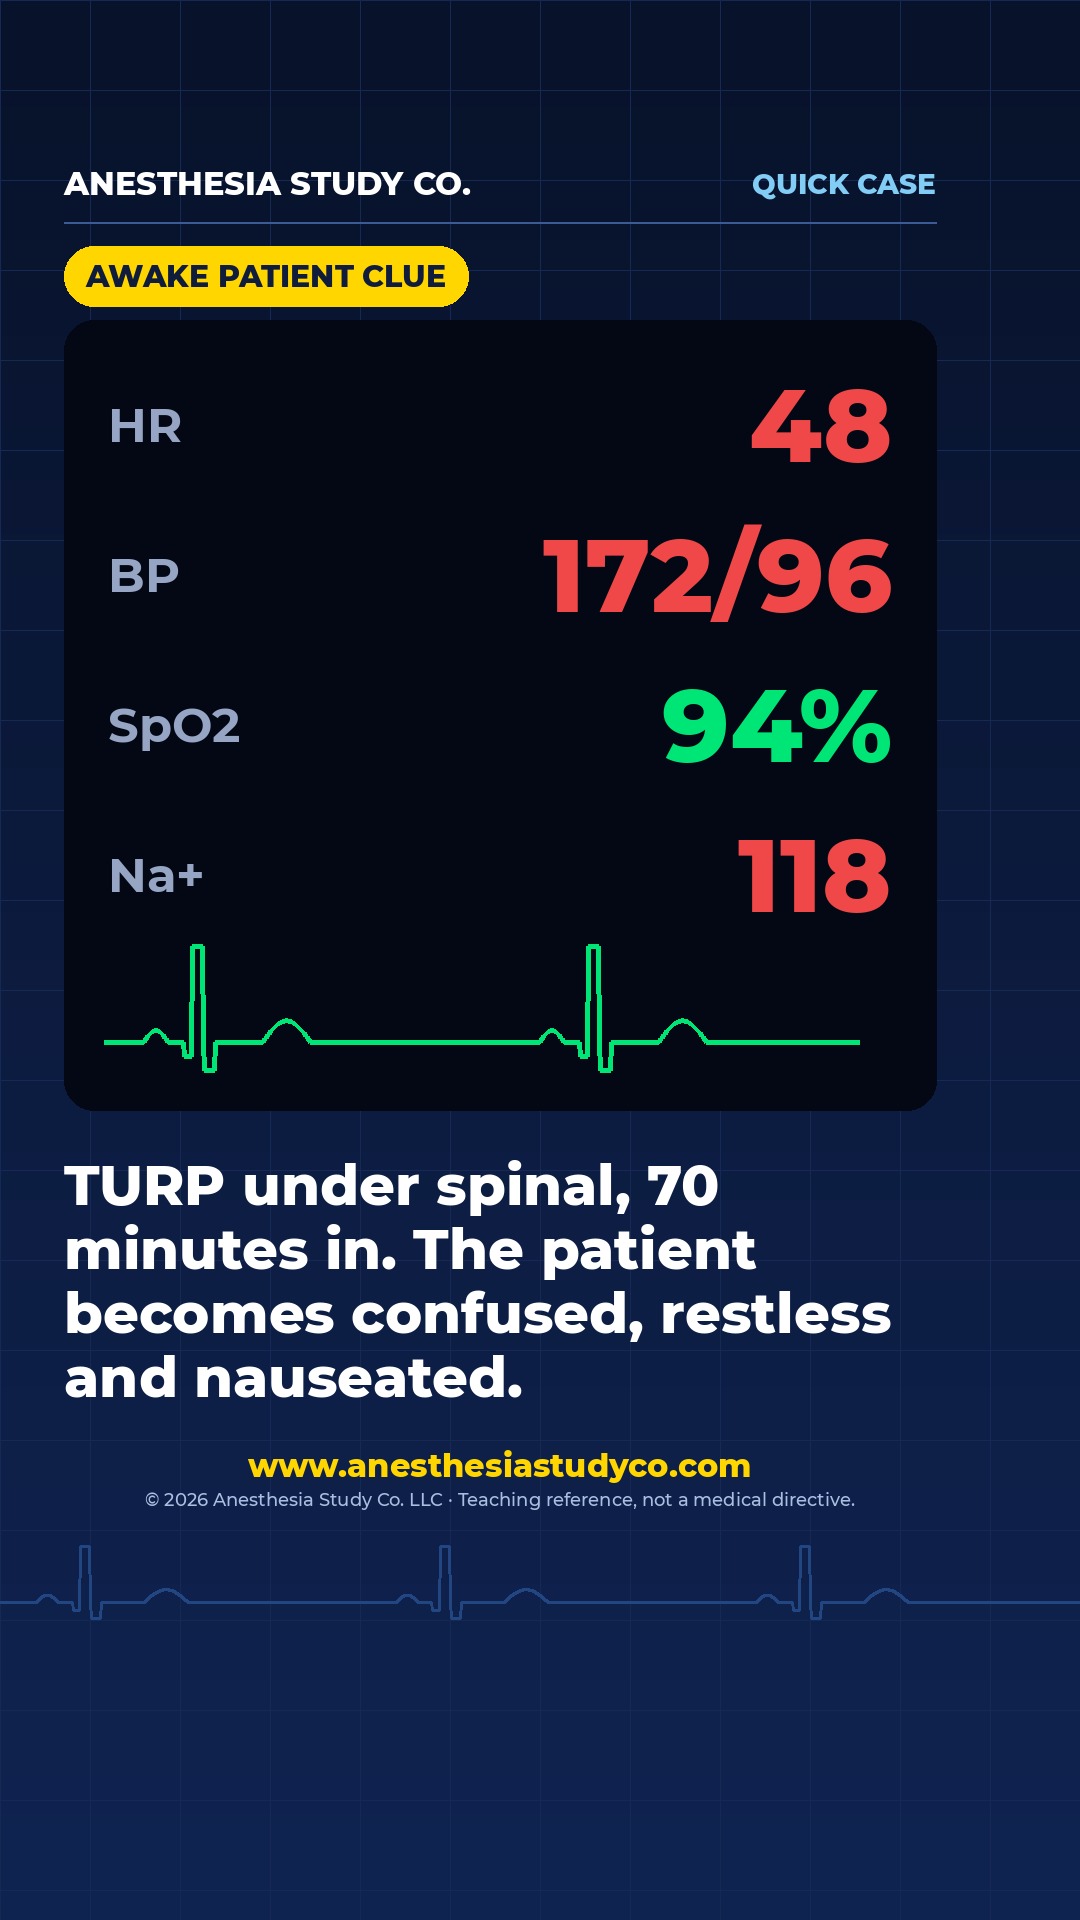 ANESTHESIA STUDY CO.
QUICK CASE
AWAKE PATIENT CLUE
HR 48
BP 172/96
SpO2 94%
Na+ 118
TURP under spinal, 70
minutes in. The patient
becomes confused, restless
and nauseated.
www.anesthesiastudyco.com
© 2026 Anesthesia Study Co. LLC · Teaching reference, not a medical directive.